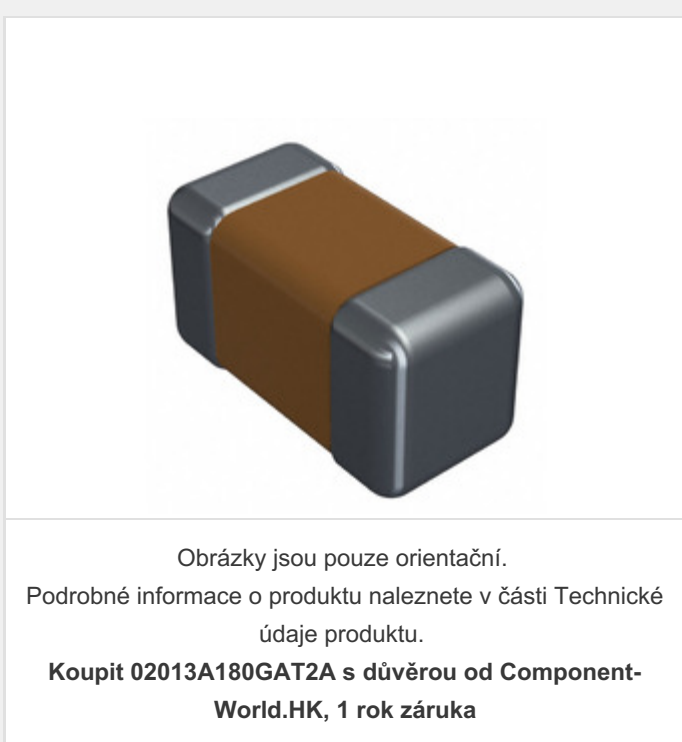 Obrázky jsou pouze orientační.
Podrobné informace o produktu naleznete v části Technické
údaje produktu.
Koupit 02013A180GAT2A s důvěrou od Component-
World.HK, 1 rok záruka